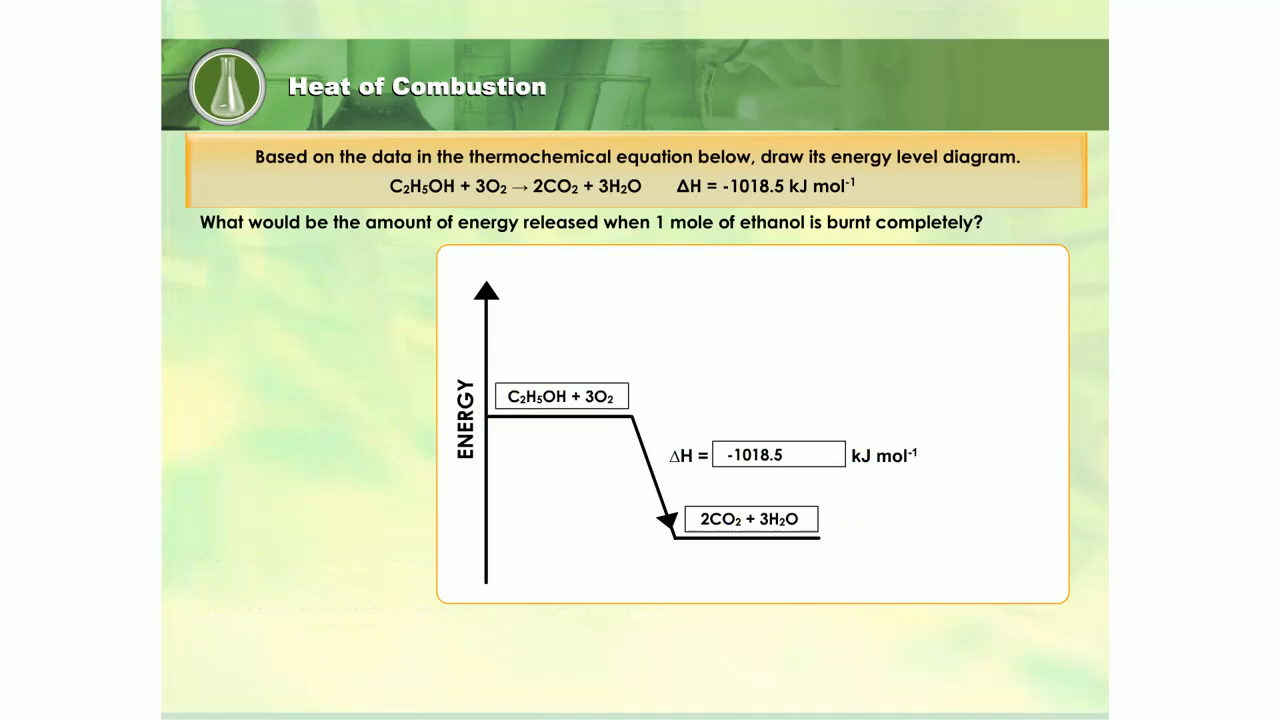 Heat of Combustion
Based on the data in the thermochemical equation below, draw its energy level diagram.
C₂H₅OH + 3O₂ → 2CO₂ + 3H₂O ΔH = -1018.5 kJ mol⁻¹
What would be the amount of energy released when 1 mole of ethanol is burnt completely?
ENERGY
C₂H₅OH + 3O₂
ΔH = -1018.5 kJ mol⁻¹
2CO₂ + 3H₂O